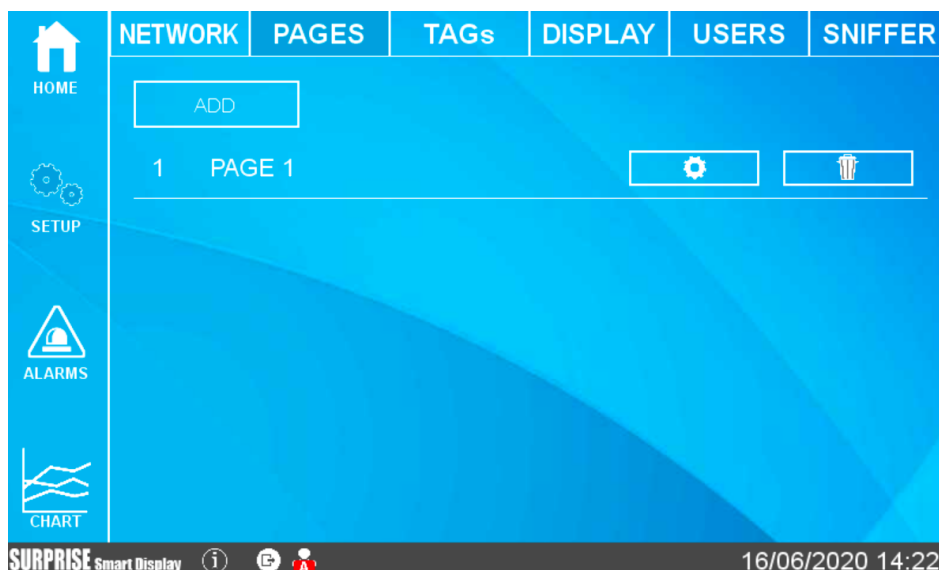 NETWORK PAGES TAGs DISPLAY USERS SNIFFER
HOME
ADD
1 PAGE 1
SETUP
ALARMS
CHART
SURPRISE Smart Display i A 16/06/2020 14:22